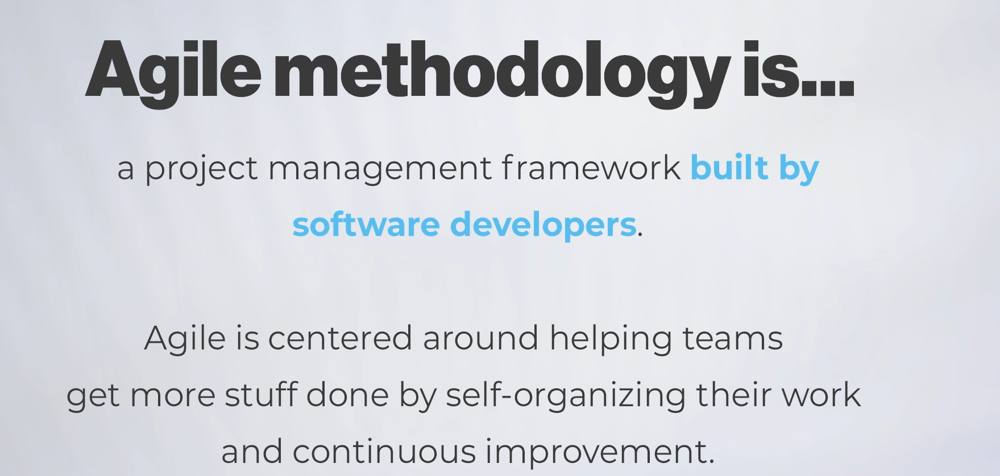 Agile methodology is...
a project management framework built by
software developers.
Agile is centered around helping teams
get more stuff done by self-organizing their work
and continuous improvement.